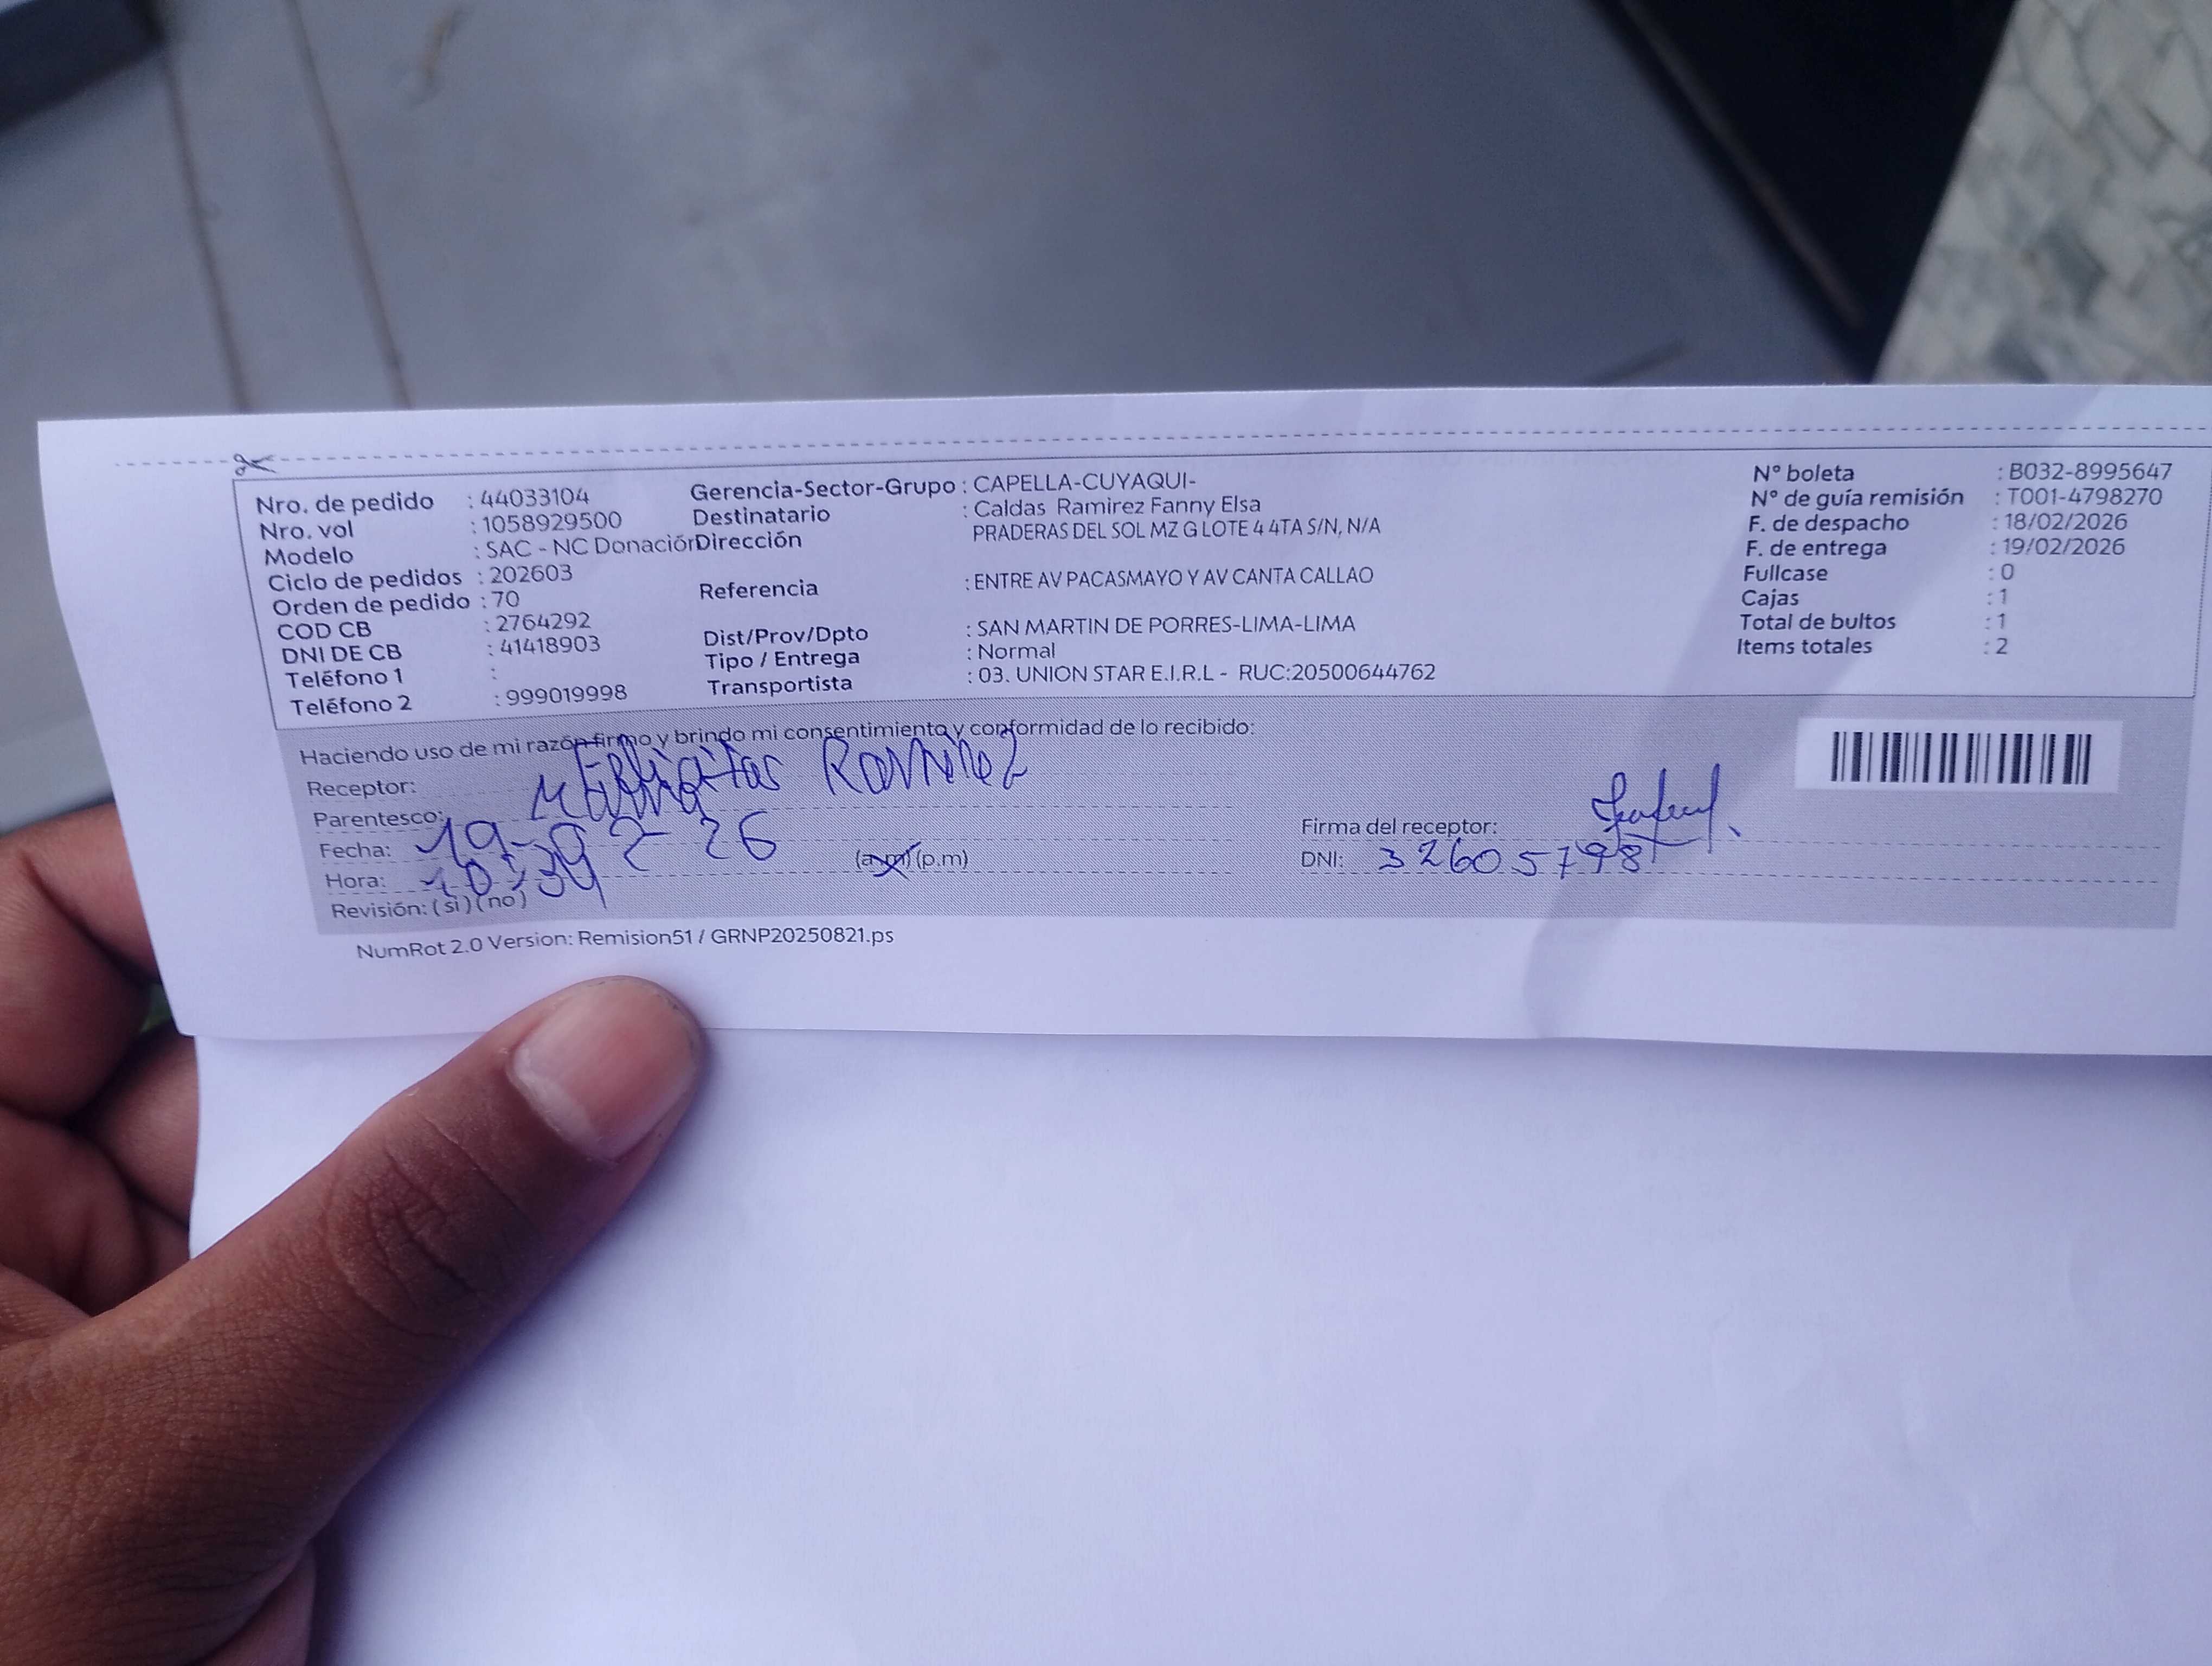 Nro. de pedido : 44033104
Nro. vol : 1058929500
Modelo : SAC - NC Donación
Ciclo de pedidos : 202603
Orden de pedido : 70
COD CB : 2764292
DNI DE CB : 41418903
Teléfono 1 :
Teléfono 2 : 999019998
Gerencia-Sector-Grupo : CAPELLA-CUYAQUI-
Destinatario : Caldas Ramirez Fanny Elsa
Dirección PRADERAS DEL SOL MZ G LOTE 4 4TA S/N, N/A
Referencia : ENTRE AV PACASMAYO Y AV CANTA CALLAO
Dist/Prov/Dpto : SAN MARTIN DE PORRES-LIMA-LIMA
Tipo / Entrega : Normal
Transportista : 03. UNION STAR E.I.R.L - RUC:20500644762
N° boleta : B032-8995647
N° de guía remisión : T001-4798270
F. de despacho : 18/02/2026
F. de entrega : 19/02/2026
Fullcase : 0
Cajas : 1
Total de bultos : 1
Items totales : 2
Haciendo uso de mi razón firmo y brindo mi consentimiento y conformidad de lo recibido:
Receptor: Ramirez
Parentesco:
Fecha: 19- 2 26
Hora: 10:39 (a.m) (p.m)
Revisión: (si) (no)
Firma del receptor:
DNI: 32605798
NumRot 2.0 Version: Remision51 / GRNP20250821.ps